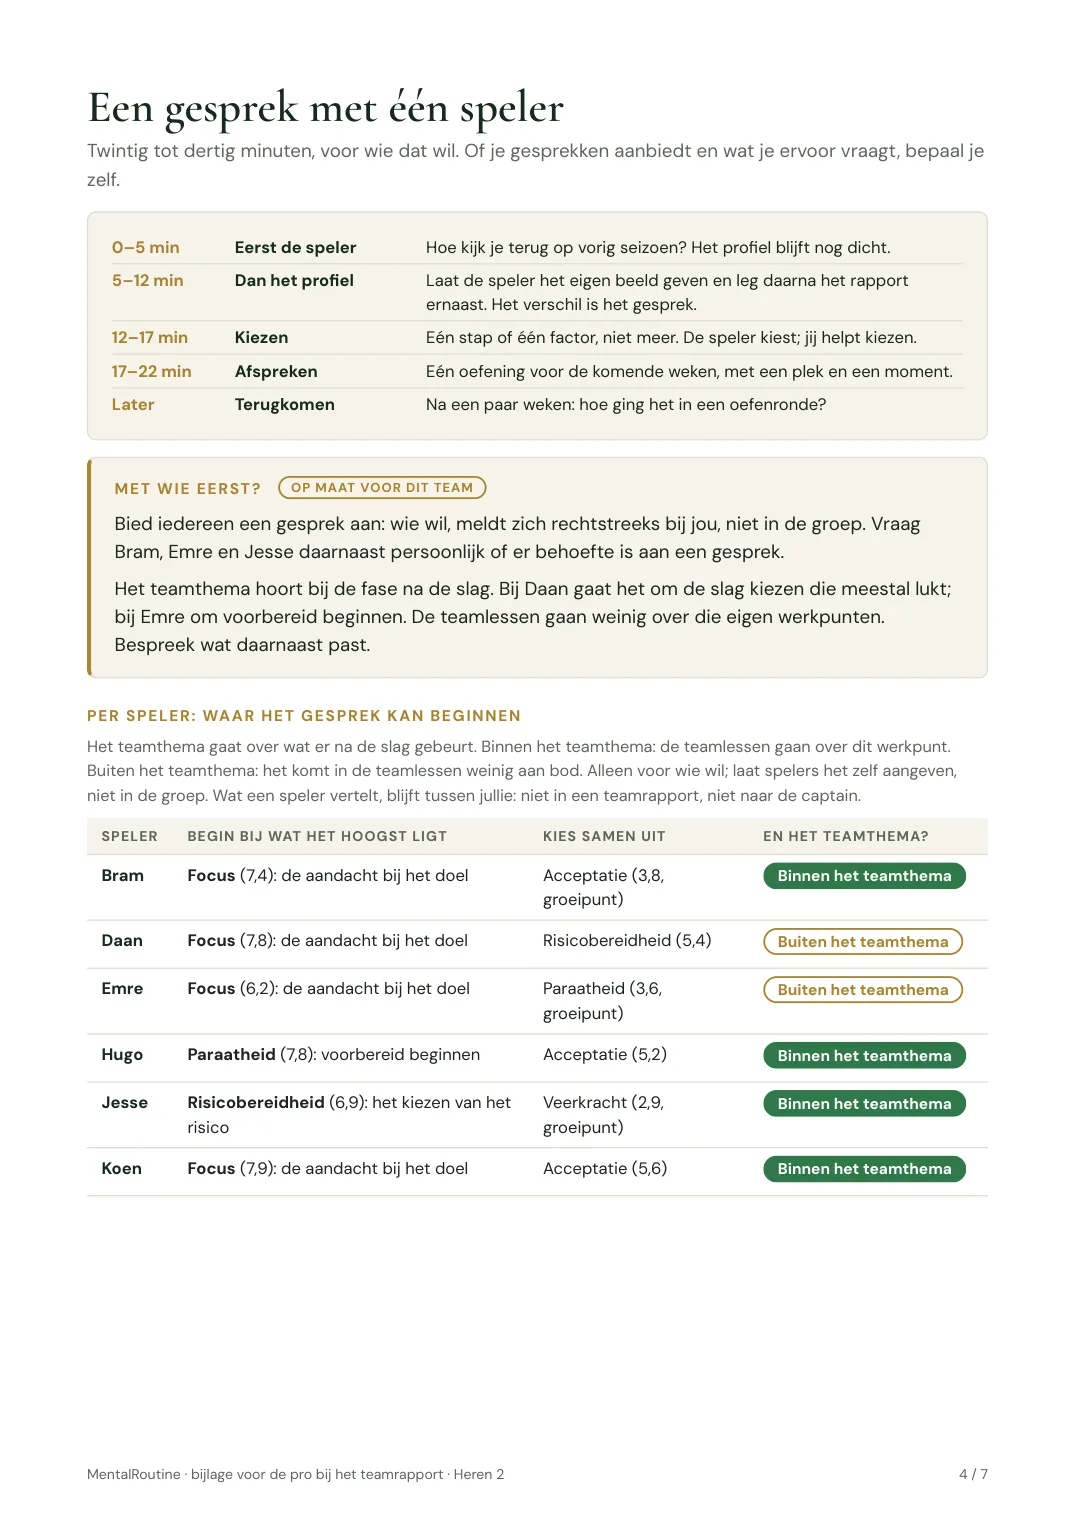 Een gesprek met één speler
Twintig tot dertig minuten, voor wie dat wil. Of je gesprekken aanbiedt en wat je ervoor vraagt, bepaal je
zelf.
0–5 min Eerst de speler Hoe kijk je terug op vorig seizoen? Het profiel blijft nog dicht.
5–12 min Dan het profiel Laat de speler het eigen beeld geven en leg daarna het rapport
ernaast. Het verschil is het gesprek.
12–17 min Kiezen Eén stap of één factor, niet meer. De speler kiest; jij helpt kiezen.
17–22 min Afspreken Eén oefening voor de komende weken, met een plek en een moment.
Later Terugkomen Na een paar weken: hoe ging het in een oefenronde?
MET WIE EERST? OP MAAT VOOR DIT TEAM
Bied iedereen een gesprek aan: wie wil, meldt zich rechtstreeks bij jou, niet in de groep. Vraag
Bram, Emre en Jesse daarnaast persoonlijk of er behoefte is aan een gesprek.
Het teamthema hoort bij de fase na de slag. Bij Daan gaat het om de slag kiezen die meestal lukt;
bij Emre om voorbereid beginnen. De teamlessen gaan weinig over die eigen werkpunten.
Bespreek wat daarnaast past.
PER SPELER: WAAR HET GESPREK KAN BEGINNEN
Het teamthema gaat over wat er na de slag gebeurt. Binnen het teamthema: de teamlessen gaan over dit werkpunt.
Buiten het teamthema: het komt in de teamlessen weinig aan bod. Alleen voor wie wil; laat spelers het zelf aangeven,
niet in de groep. Wat een speler vertelt, blijft tussen jullie: niet in een teamrapport, niet naar de captain.
SPELER BEGIN BIJ WAT HET HOOGST LIGT KIES SAMEN UIT EN HET TEAMTHEMA?
Bram Focus (7,4): de aandacht bij het doel Acceptatie (3,8, Binnen het teamthema
groeipunt)
Daan Focus (7,8): de aandacht bij het doel Risicobereidheid (5,4) Buiten het teamthema
Emre Focus (6,2): de aandacht bij het doel Paraatheid (3,6, Buiten het teamthema
groeipunt)
Hugo Paraatheid (7,8): voorbereid beginnen Acceptatie (5,2) Binnen het teamthema
Jesse Risicobereidheid (6,9): het kiezen van het Veerkracht (2,9, Binnen het teamthema
risico groeipunt)
Koen Focus (7,9): de aandacht bij het doel Acceptatie (5,6) Binnen het teamthema
MentalRoutine · bijlage voor de pro bij het teamrapport · Heren 2 4 / 7